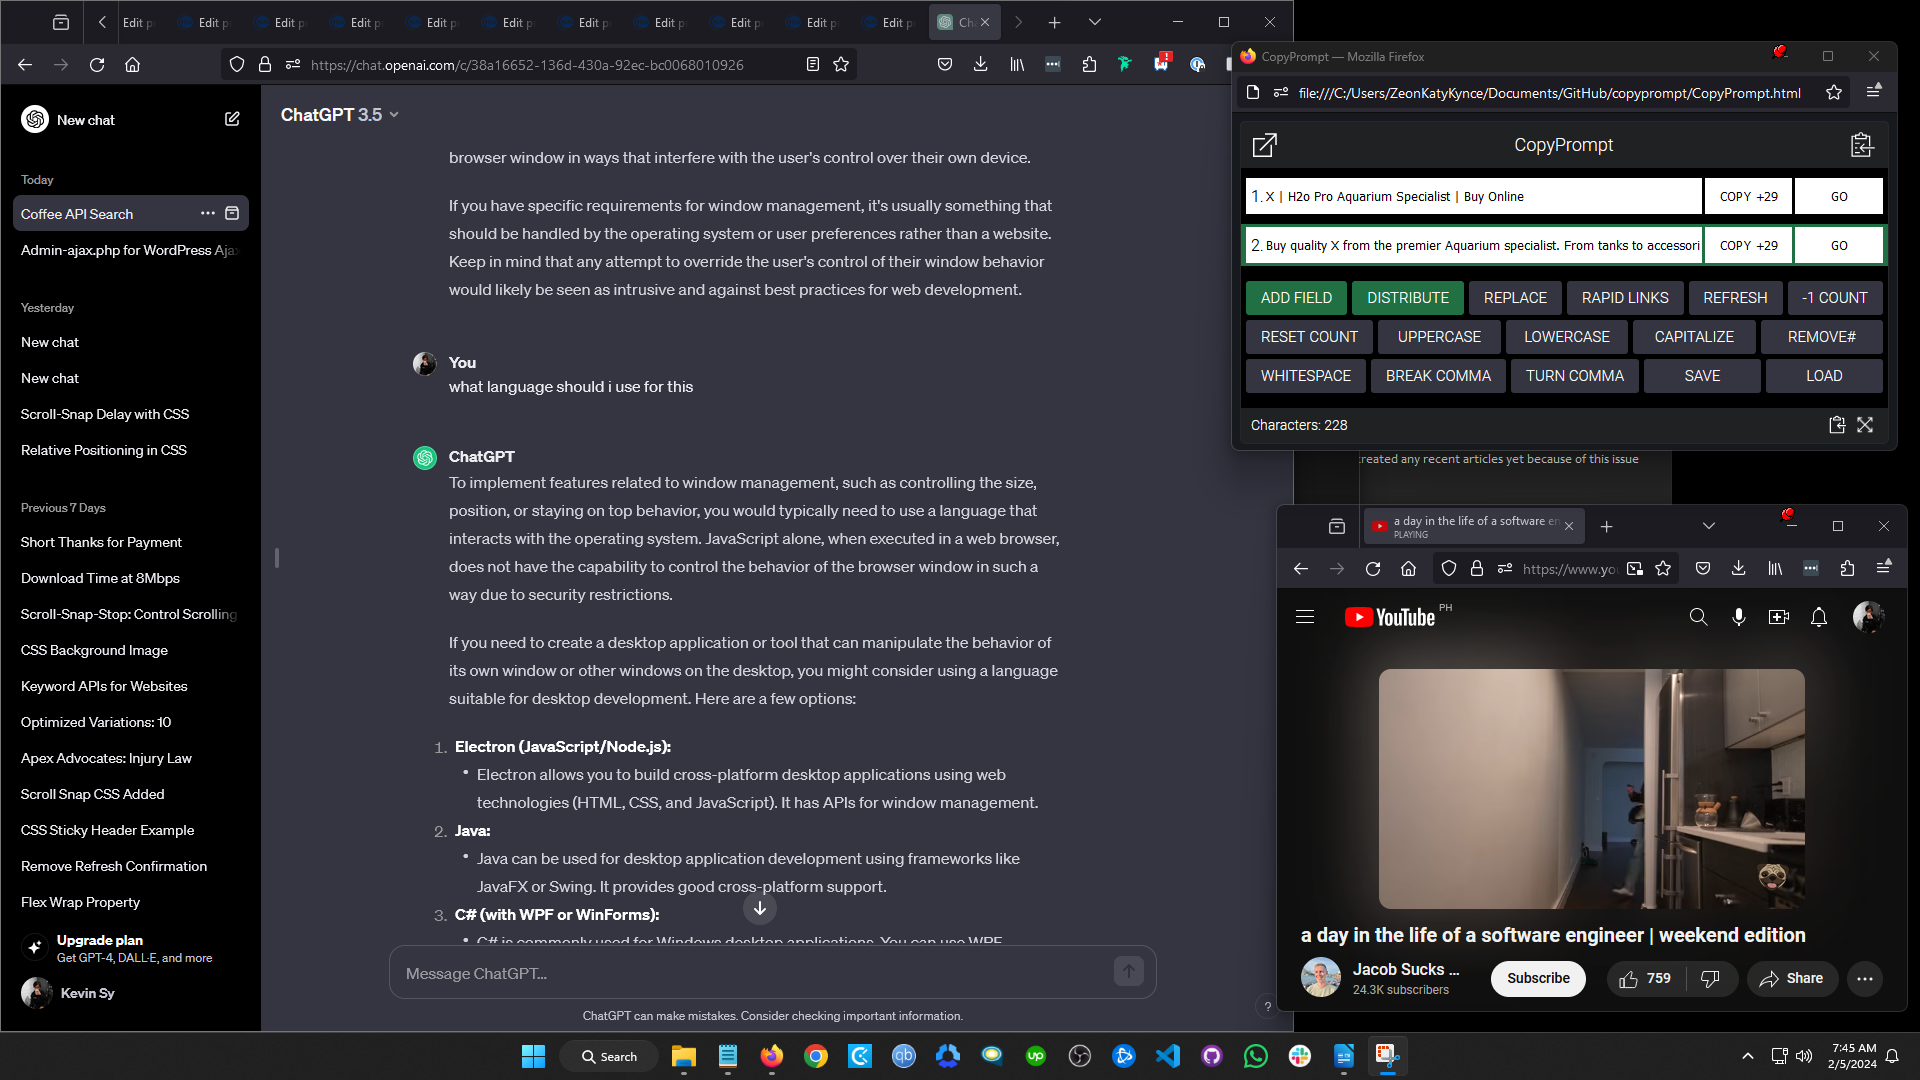 Edit p
Edit p
Edit p
Edit p
Edit p
Edit p
Edit p
Edit p
Edit p
Edit p
Edit p
Ch
https://chat.openai.com/c/38a16652-136d-430a-92ec-bc0068010926
New chat
Today
Coffee API Search
Admin-ajax.php for WordPress Ajax
Yesterday
New chat
New chat
Scroll-Snap Delay with CSS
Relative Positioning in CSS
Previous 7 Days
Short Thanks for Payment
Download Time at 8Mbps
Scroll-Snap-Stop: Control Scrolling
CSS Background Image
Keyword APIs for Websites
Optimized Variations: 10
Apex Advocates: Injury Law
Scroll Snap CSS Added
CSS Sticky Header Example
Remove Refresh Confirmation
Flex Wrap Property
Upgrade plan
Get GPT-4, DALL·E, and more
Kevin Sy
ChatGPT 3.5
browser window in ways that interfere with the user's control over their own device.
If you have specific requirements for window management, it's usually something that
should be handled by the operating system or user preferences rather than a website.
Keep in mind that any attempt to override the user's control of their window behavior
would likely be seen as intrusive and against best practices for web development.
You
what language should i use for this
ChatGPT
To implement features related to window management, such as controlling the size,
position, or staying on top behavior, you would typically need to use a language that
interacts with the operating system. JavaScript alone, when executed in a web browser,
does not have the capability to control the behavior of the browser window in such a
way due to security restrictions.
If you need to create a desktop application or tool that can manipulate the behavior of
its own window or other windows on the desktop, you might consider using a language
suitable for desktop development. Here are a few options:
1. Electron (JavaScript/Node.js):
• Electron allows you to build cross-platform desktop applications using web
technologies (HTML, CSS, and JavaScript). It has APIs for window management.
2. Java:
• Java can be used for desktop application development using frameworks like
JavaFX or Swing. It provides good cross-platform support.
3. C# (with WPF or WinForms):
• C# is commonly used for Windows desktop applications. You can use WPF
Message ChatGPT...
ChatGPT can make mistakes. Consider checking important information.
?
CopyPrompt — Mozilla Firefox
file:///C:/Users/ZeonKatyKynce/Documents/GitHub/copyprompt/CopyPrompt.html
CopyPrompt
1. X | H2o Pro Aquarium Specialist | Buy Online COPY +29 GO
2. Buy quality X from the premier Aquarium specialist. From tanks to accessori COPY +29 GO
ADD FIELD DISTRIBUTE REPLACE RAPID LINKS REFRESH -1 COUNT
RESET COUNT UPPERCASE LOWERCASE CAPITALIZE REMOVE#
WHITESPACE BREAK COMMA TURN COMMA SAVE LOAD
Characters: 228
created any recent articles yet because of this issue
a day in the life of a software en
PLAYING
https://www.you
YouTube PH
a day in the life of a software engineer | weekend edition
Jacob Sucks ...
24.3K subscribers
Subscribe
759
Share
Search
up
qb
7:45 AM
2/5/2024